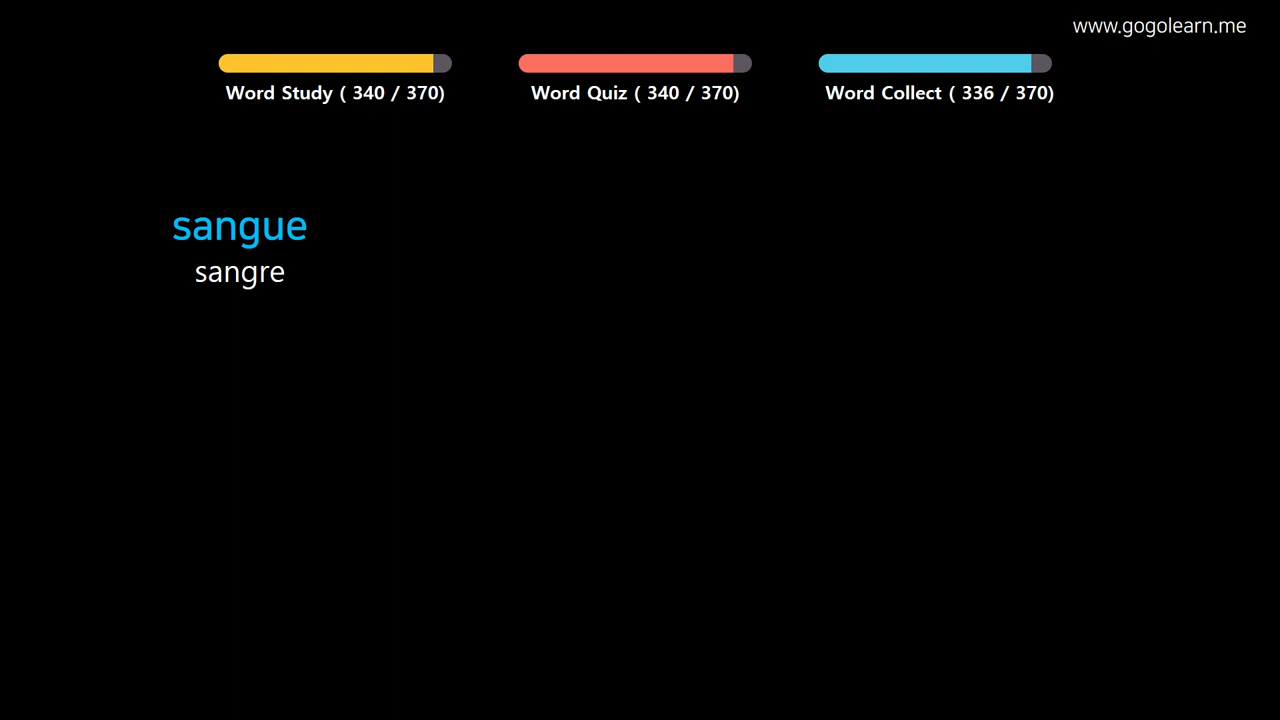 www.gogolearn.me
Word Study ( 340 / 370)
Word Quiz ( 340 / 370)
Word Collect ( 336 / 370)
sangue
sangre